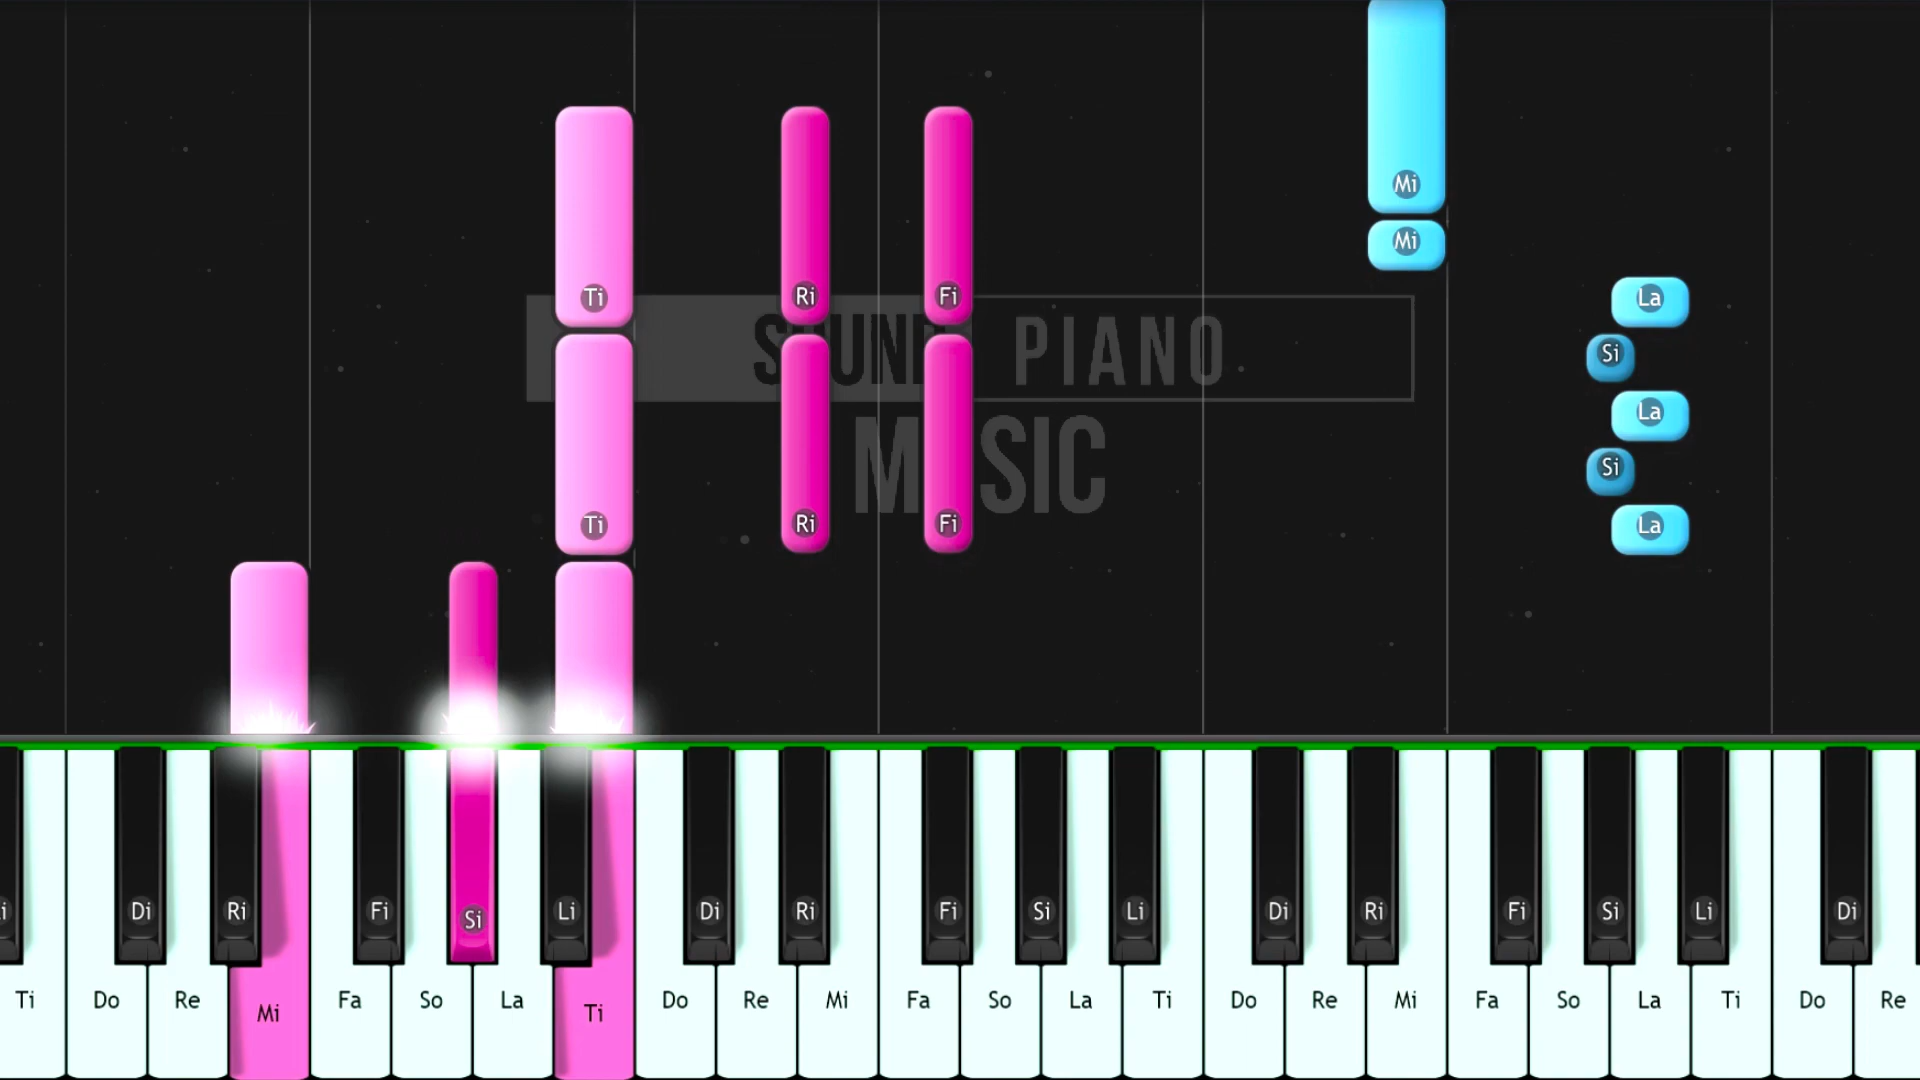 Mi
Mi
Ti Ri Fi La
SOUND PIANO
Si
La
MUSIC
Si
Ti Ri Fi La
Di Ri Fi Si Li Di Ri Fi Si Li Di Ri Fi Si Li Di
Ti Do Re Mi Fa So La Ti Do Re Mi Fa So La Ti Do Re Mi Fa So La Ti Do Re